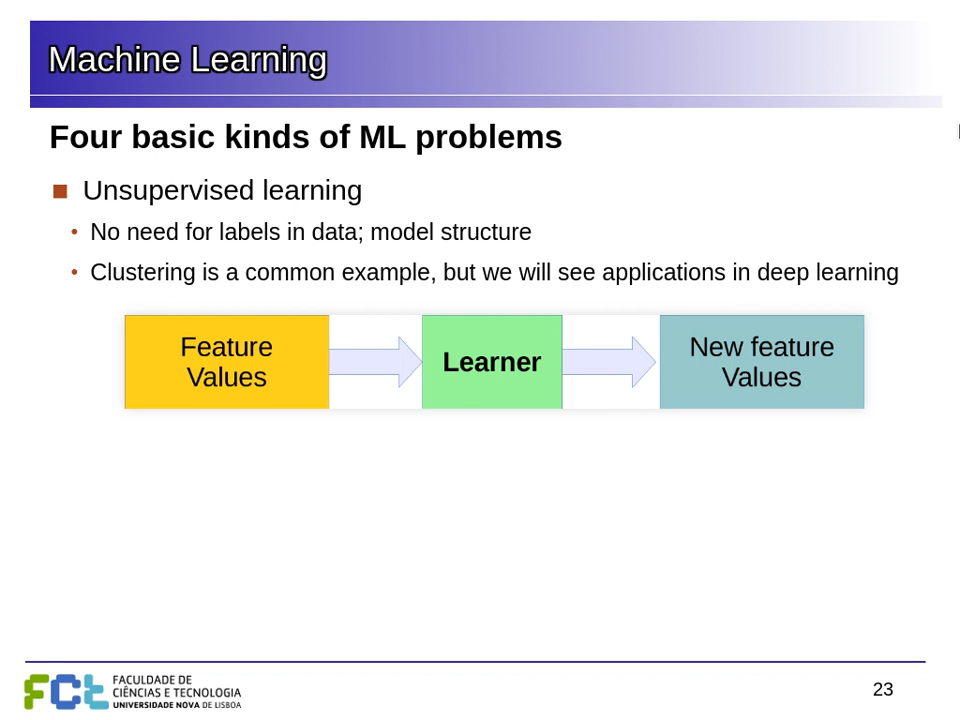 Machine Learning
Four basic kinds of ML problems
Unsupervised learning
No need for labels in data; model structure
Clustering is a common example, but we will see applications in deep learning
Feature
Values
Learner
New feature
Values
FCt
FACULDADE DE
CIÊNCIAS E TECNOLOGIA
UNIVERSIDADE NOVA DE LISBOA
23